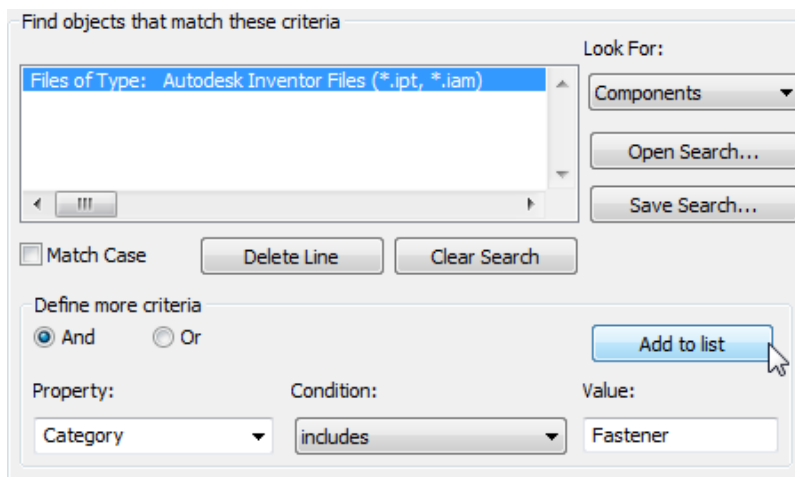 Find objects that match these criteria
Look For:
Files of Type: Autodesk Inventor Files (*.ipt, *.iam)
Components
Open Search...
Save Search...
Match Case
Delete Line
Clear Search
Define more criteria
And
Or
Add to list
Property:
Condition:
Value:
Category
includes
Fastener